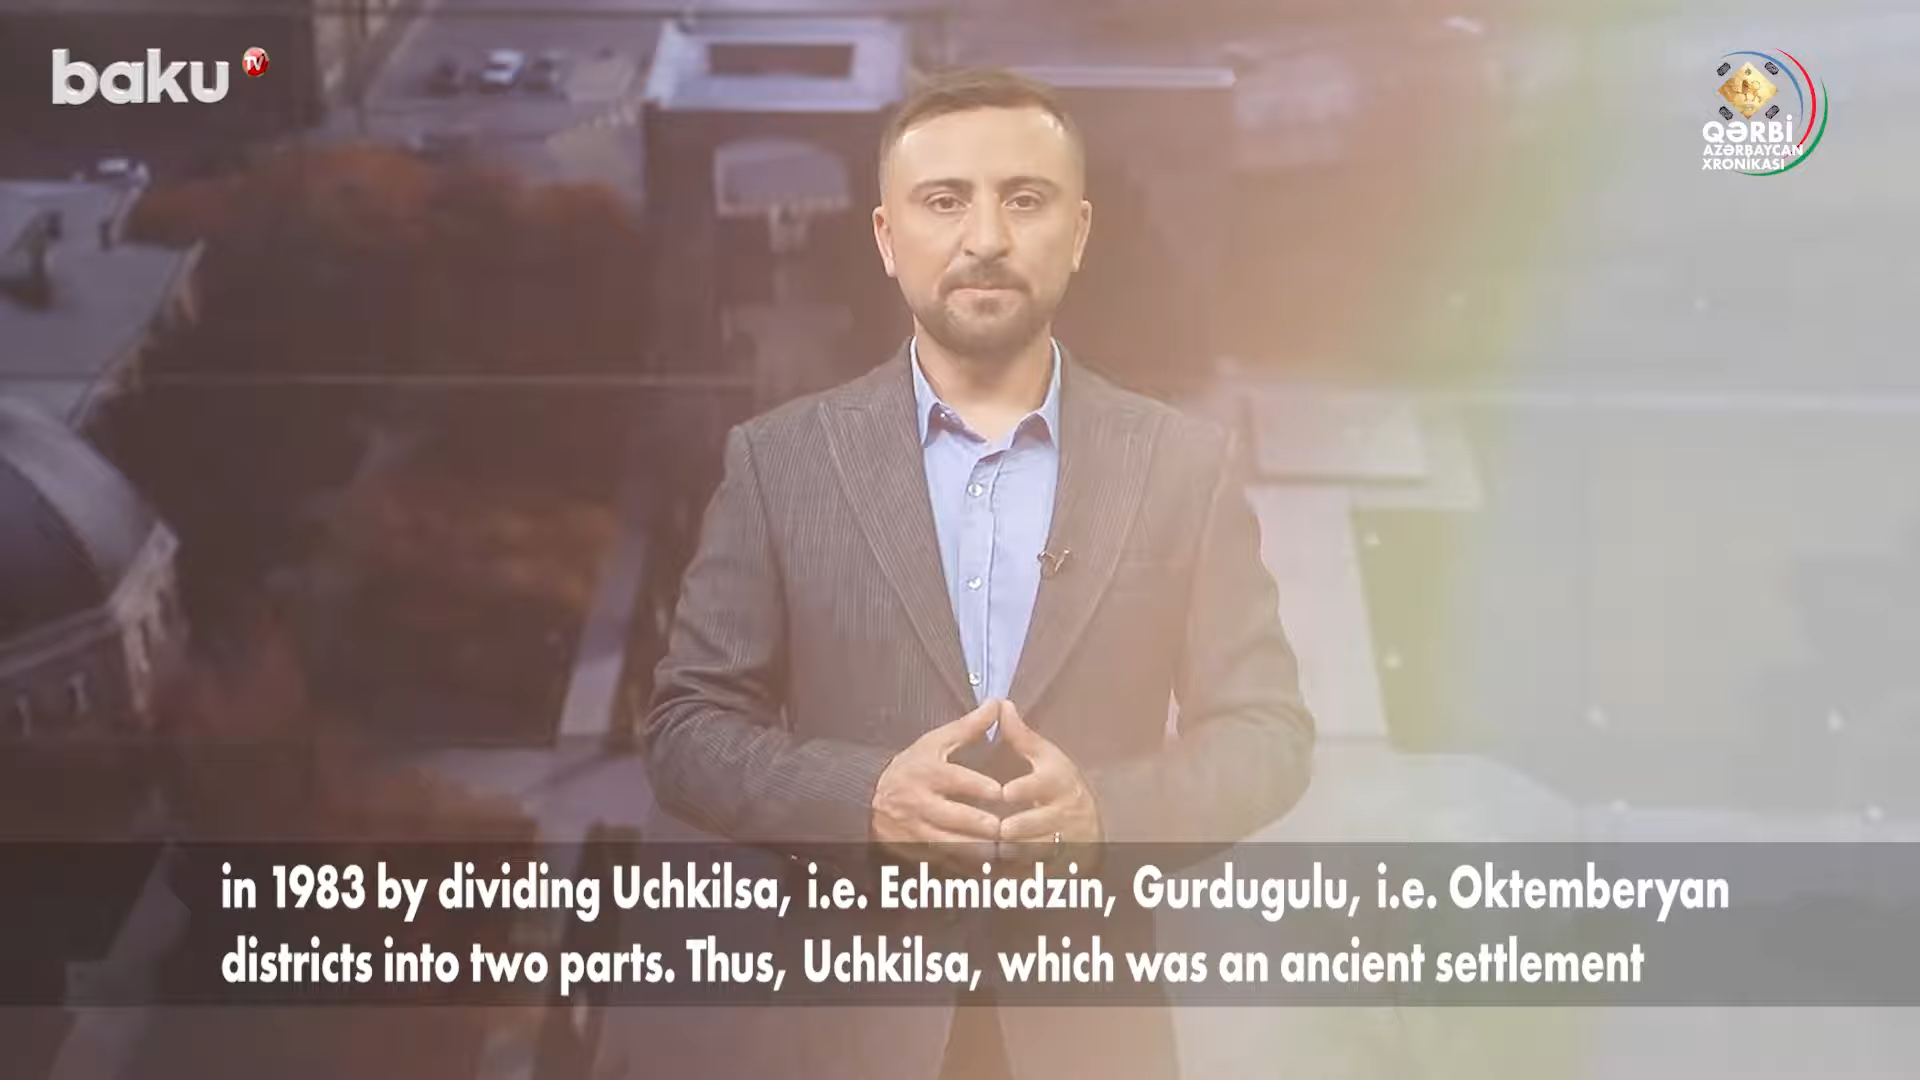 baku TV
QƏRBİ
AZƏRBAYCAN
XRONİKASI
in 1983 by dividing Uchkilsa, i.e. Echmiadzin, Gurdugulu, i.e. Oktemberyan
districts into two parts. Thus, Uchkilsa, which was an ancient settlement